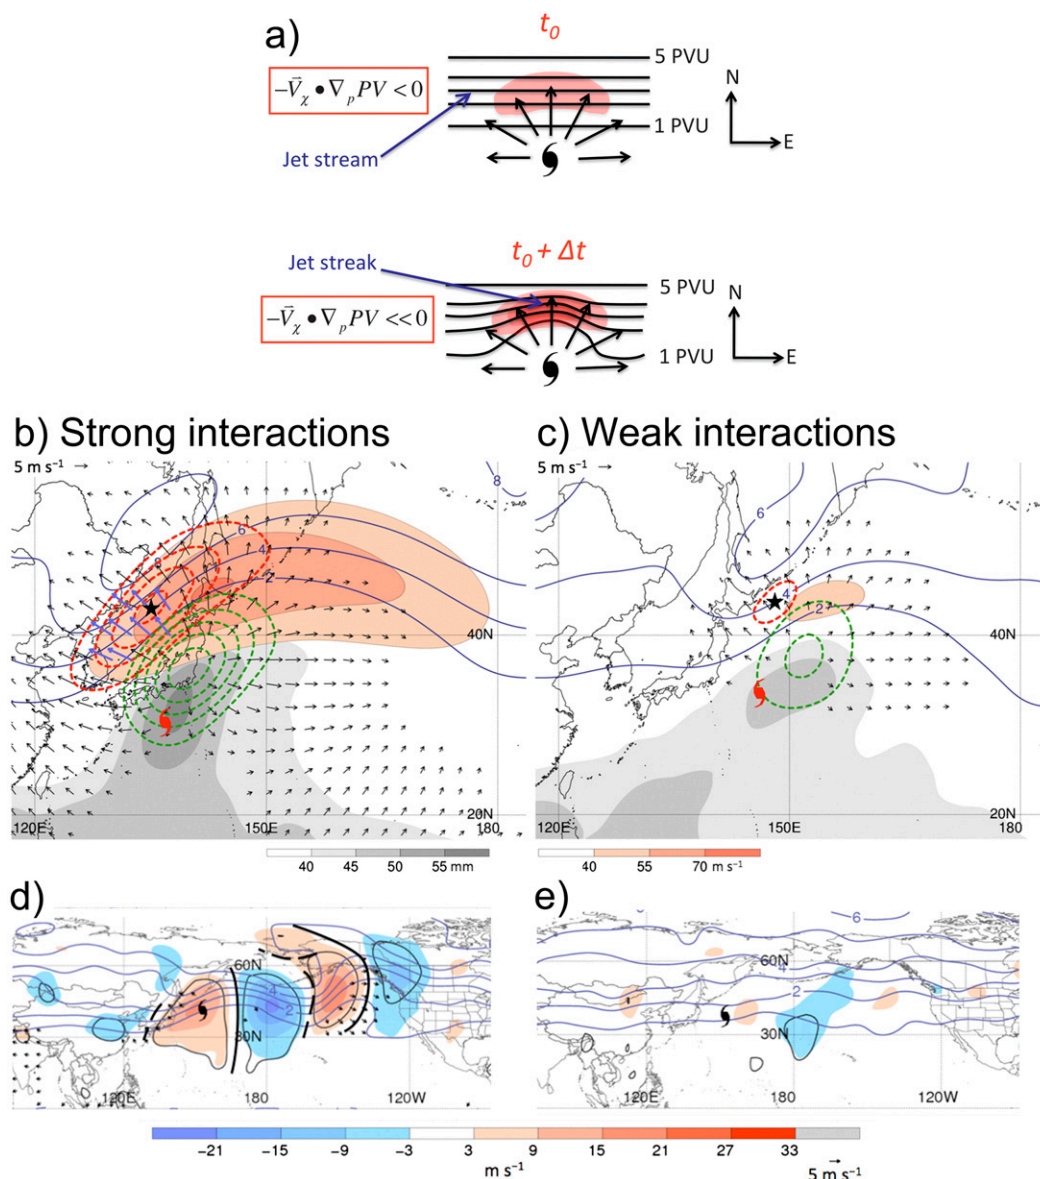 a)
t₀
5 PVU
−V⃗χ • ∇ₚPV < 0
Jet stream
1 PVU
N
E
t₀ + Δt
Jet streak
5 PVU
−V⃗χ • ∇ₚPV << 0
1 PVU
N
E
b) Strong interactions
c) Weak interactions
5 m s⁻¹
8
6
4
2
40N
20N
120E
150E
180
40 45 50 55 mm
5 m s⁻¹
8
6
4
2
40N
20N
120E
150E
180
40 55 70 m s⁻¹
d)
60N
4
2
30N
120E
180
120W
e)
6
60N
4
2
30N
120E
180
120W
−21 −15 −9 −3 3 9 15 21 27 33
m s⁻¹
5 m s⁻¹